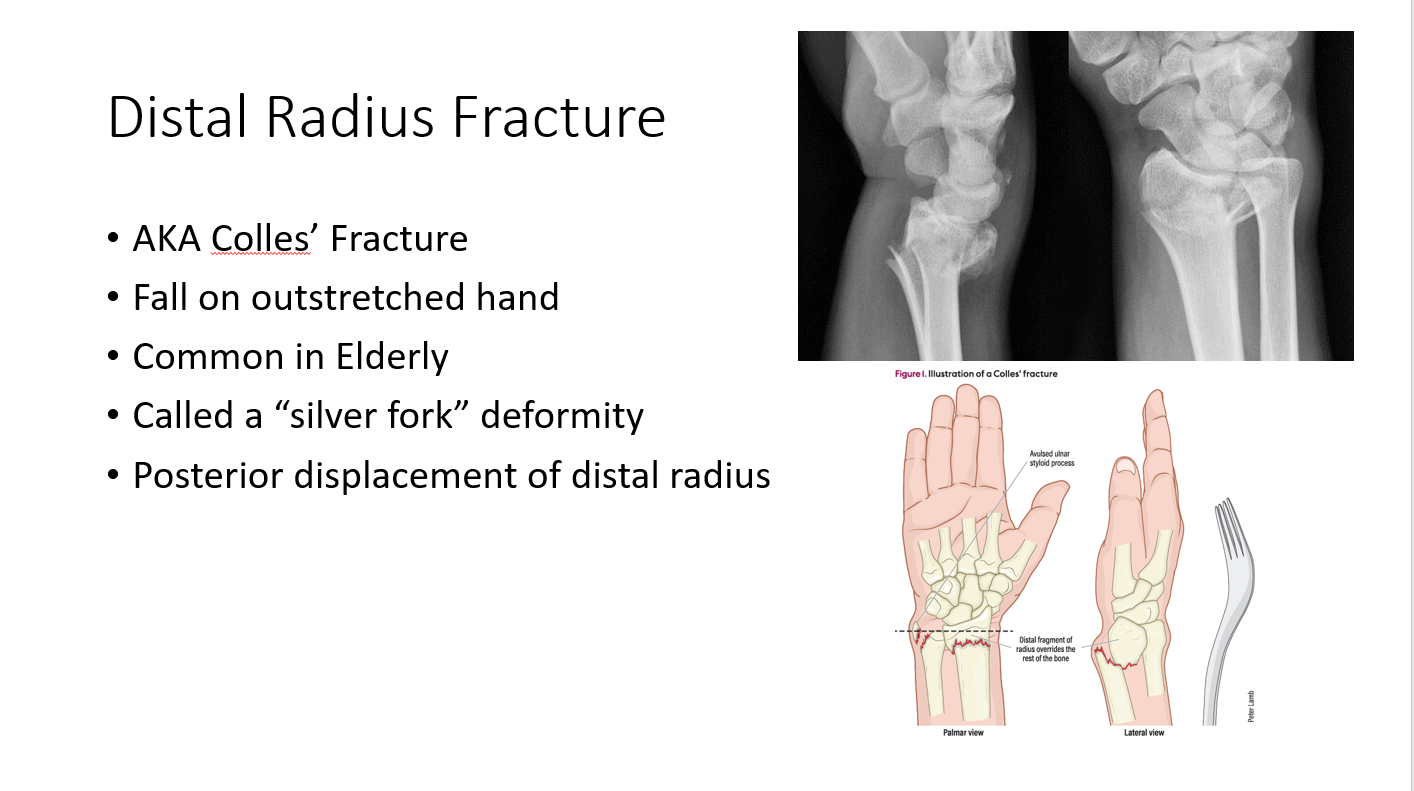 Distal Radius Fracture
• AKA Colles’ Fracture
• Fall on outstretched hand
• Common in Elderly
• Called a “silver fork” deformity
• Posterior displacement of distal radius
Figure I. Illustration of a Colles' fracture
Avulsed ulnar
styloid process
Distal fragment of
radius overrides the
rest of the bone
Peter Lamb
Palmar view
Lateral view